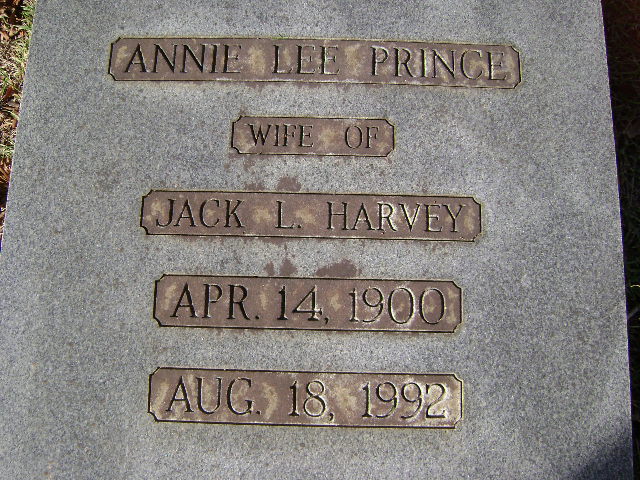 ANNIE LEE PRINCE
WIFE OF
JACK L. HARVEY
APR. 14, 1900
AUG. 18, 1992